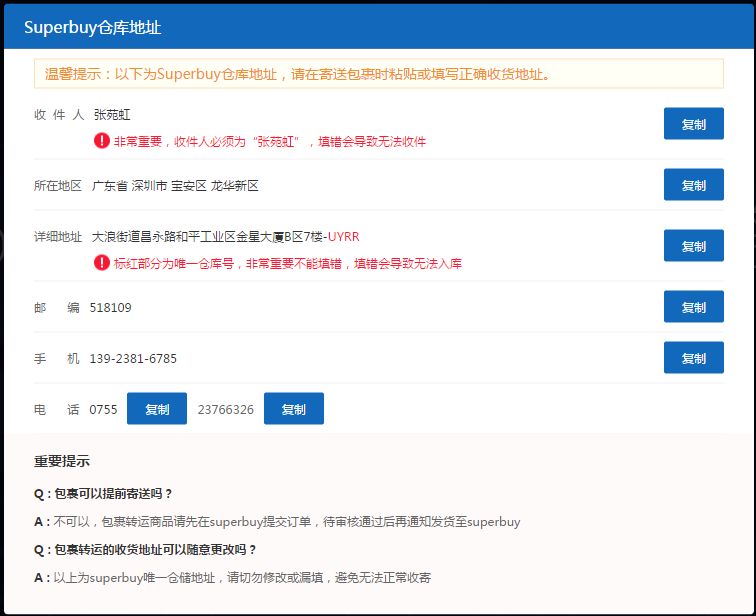 Superbuy仓库地址
温馨提示：以下为Superbuy仓库地址，请在寄送包裹时粘贴或填写正确收货地址。
收 件 人 张苑虹 复制
非常重要，收件人必须为“张苑虹”，填错会导致无法收件
所在地区 广东省 深圳市 宝安区 龙华新区 复制
详细地址 大浪街道昌永路和平工业区金星大厦B区7楼-UYRR 复制
标红部分为唯一仓库号，非常重要不能填错，填错会导致无法入库
邮 编 518109 复制
手 机 139-2381-6785 复制
电 话 0755 复制 23766326 复制
重要提示
Q：包裹可以提前寄送吗？
A：不可以，包裹转运商品请先在superbuy提交订单，待审核通过后再通知发货至superbuy
Q：包裹转运的收货地址可以随意更改吗？
A：以上为superbuy唯一仓储地址，请切勿修改或漏填，避免无法正常收寄